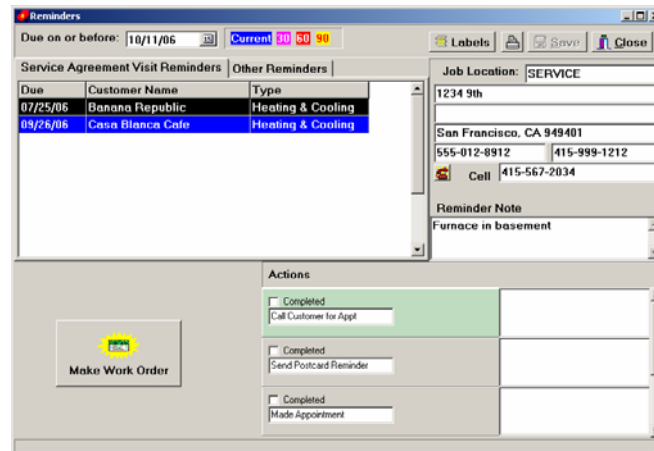 Reminders
Due on or before: 10/11/06 Current 30 60 90 Labels Save Close
Service Agreement Visit Reminders Other Reminders
Due Customer Name Type
07/25/06 Banana Republic Heating & Cooling
09/26/06 Casa Blanca Cafe Heating & Cooling
Job Location: SERVICE
1234 9th
San Francisco, CA 949401
555-012-8912 415-999-1212
Cell 415-567-2034
Reminder Note
Furnace in basement
Make Work Order
Actions
Completed
Call Customer for Appt
Completed
Send Postcard Reminder
Completed
Made Appointment